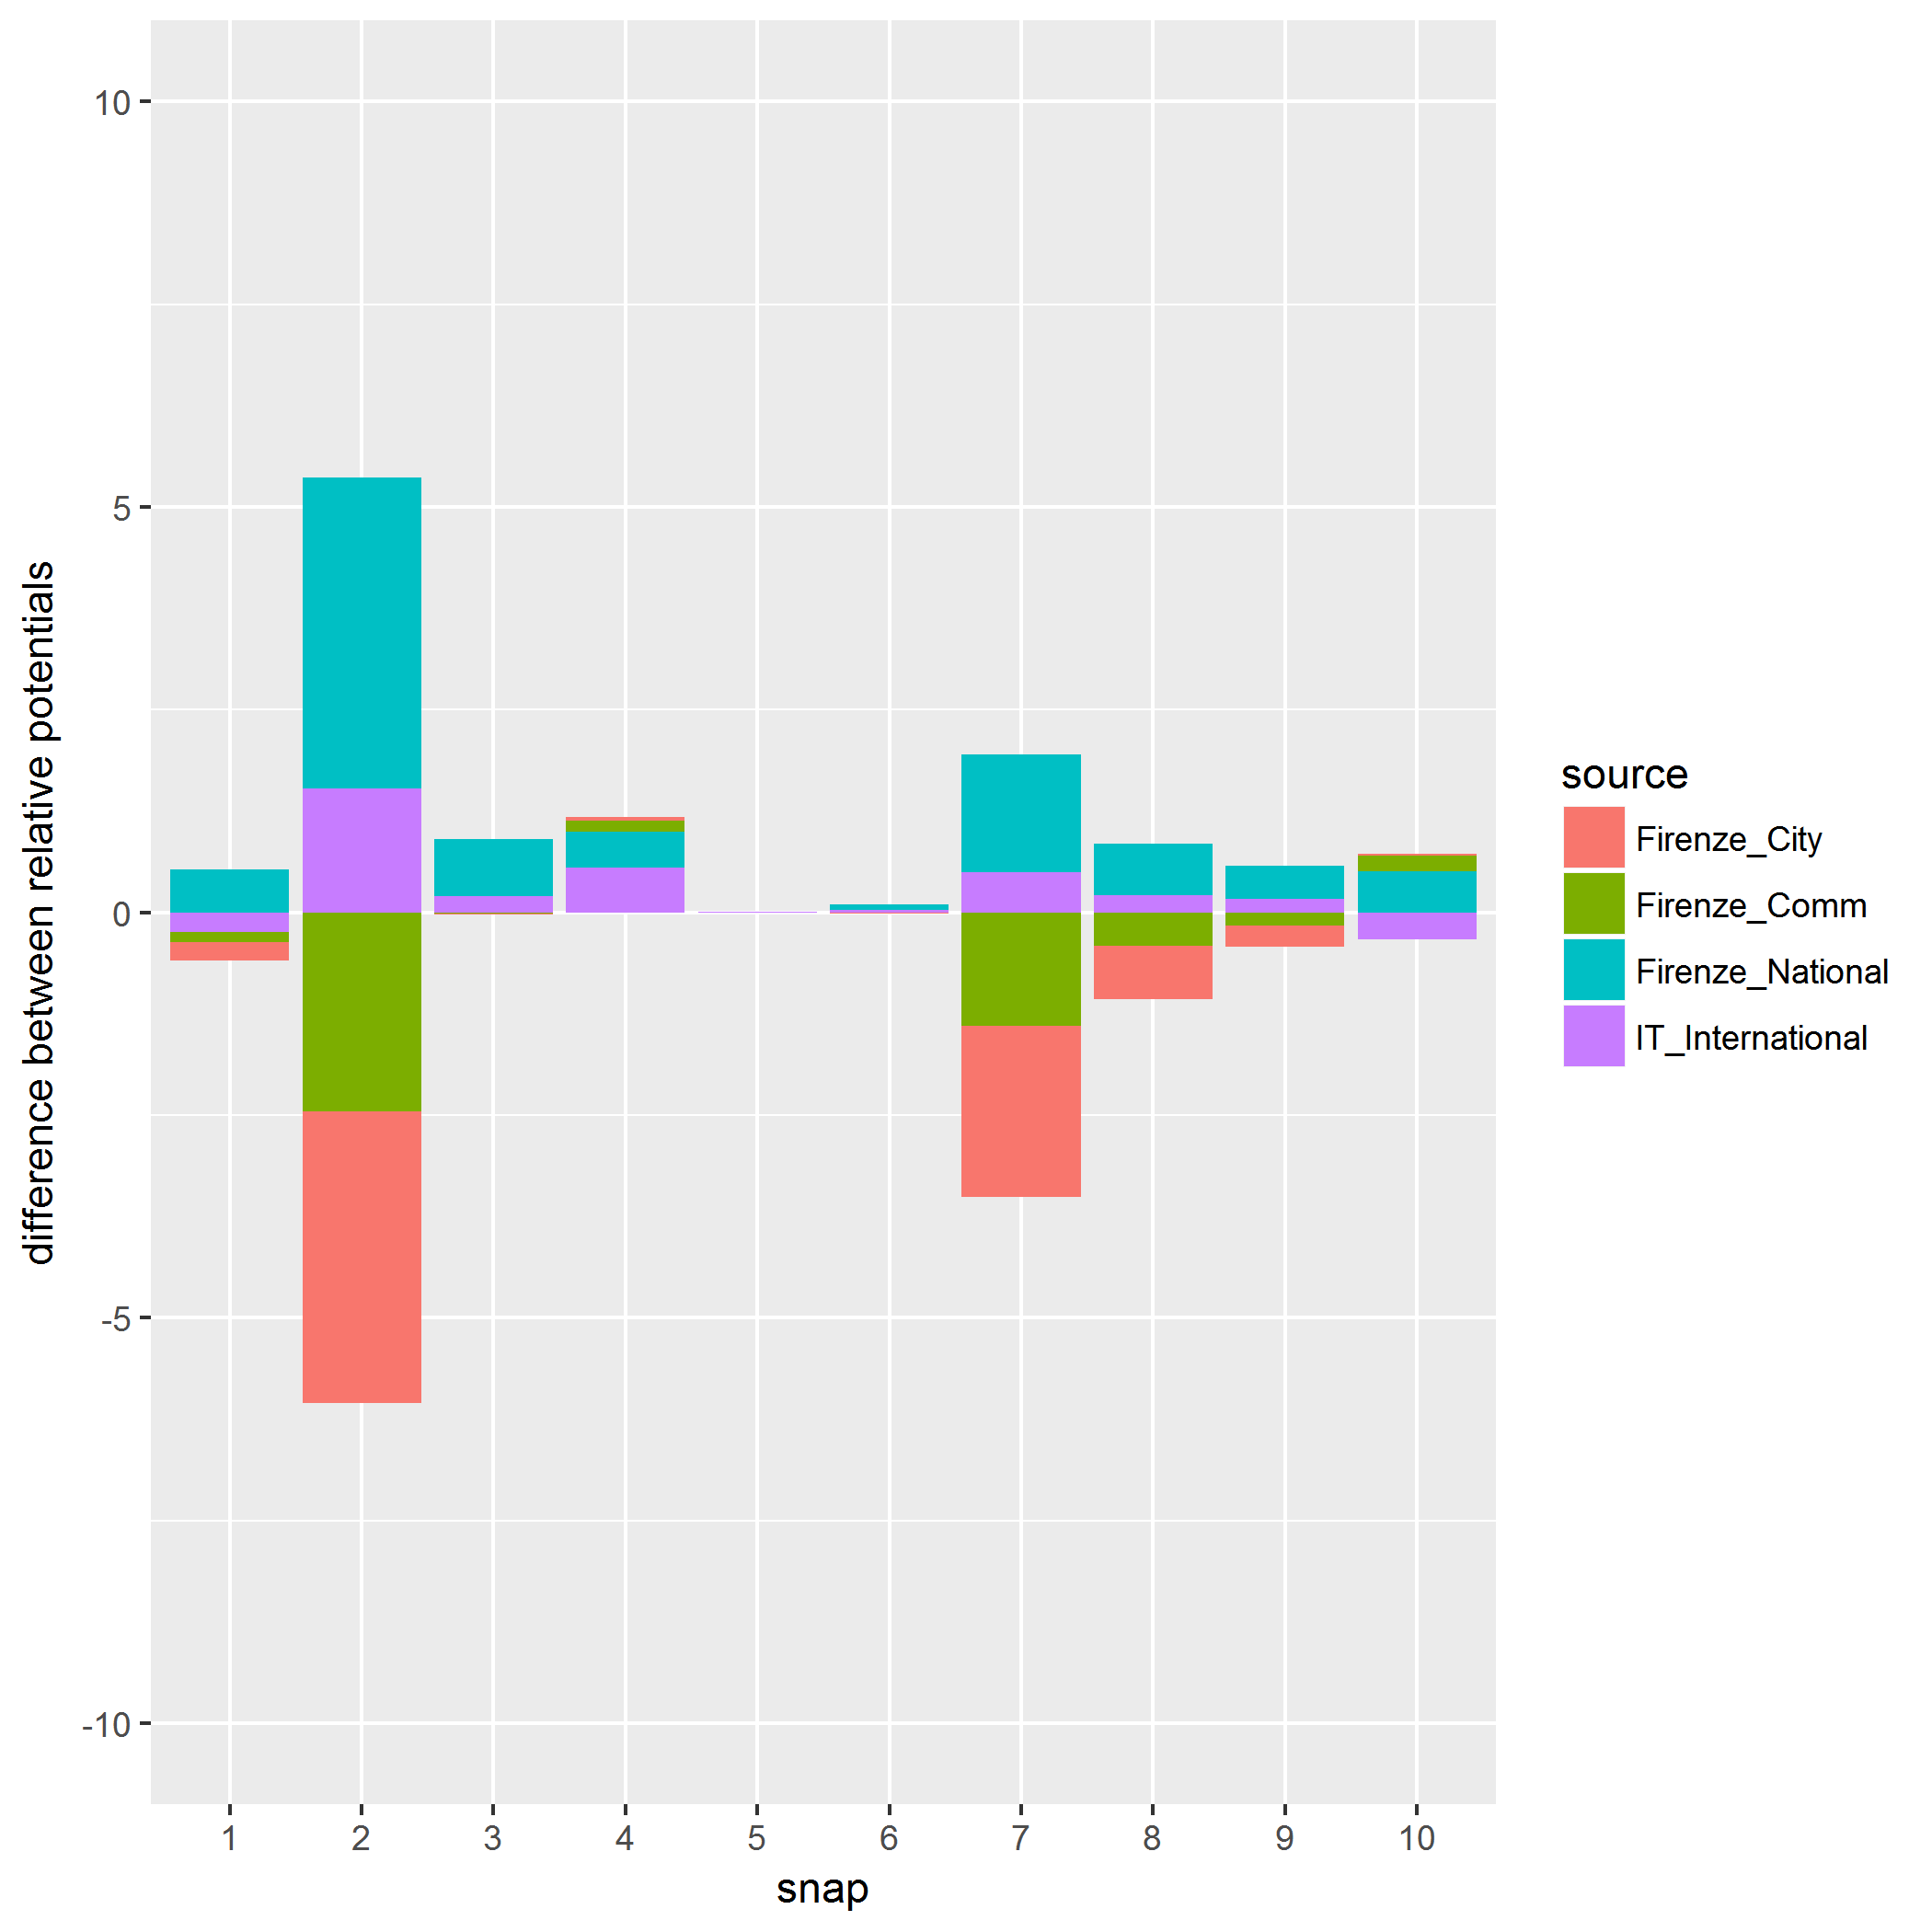 difference between relative potentials
10
5
0
-5
-10
1 2 3 4 5 6 7 8 9 10
snap
source
Firenze_City
Firenze_Comm
Firenze_National
IT_International